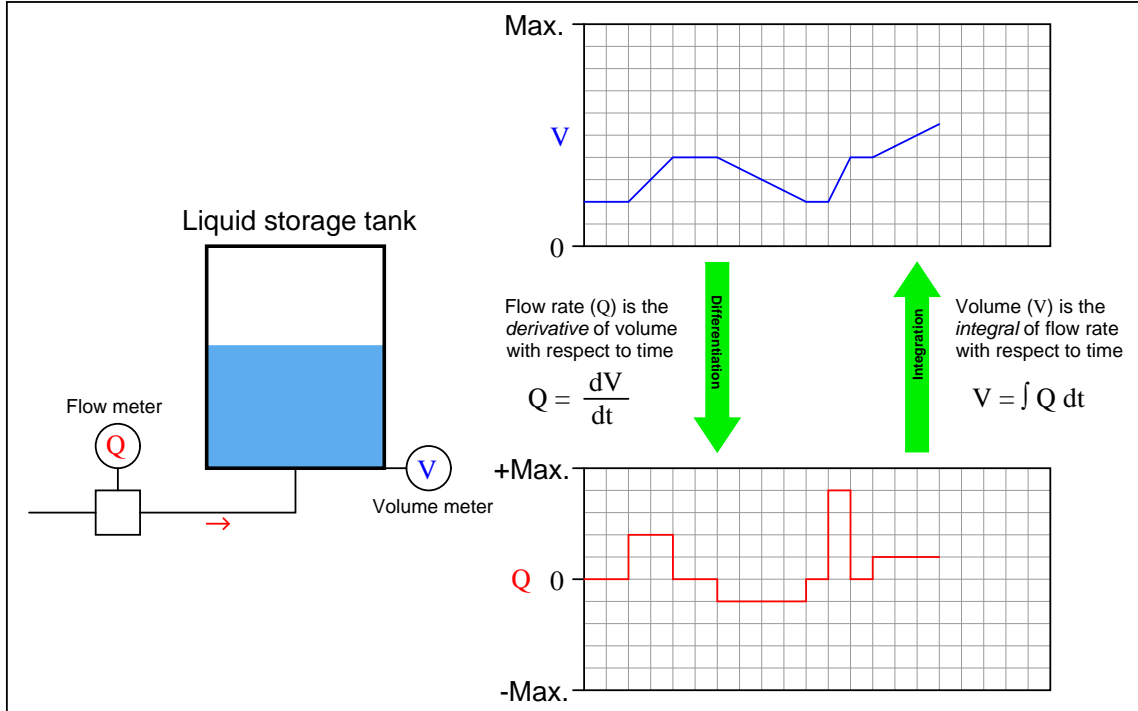 Max.
V
0
Liquid storage tank
Flow meter
Q
V
Volume meter
Flow rate (Q) is the
derivative of volume
with respect to time
Q = dV
dt
Differentiation
Integration
Volume (V) is the
integral of flow rate
with respect to time
V = ∫ Q dt
+Max.
Q 0
-Max.